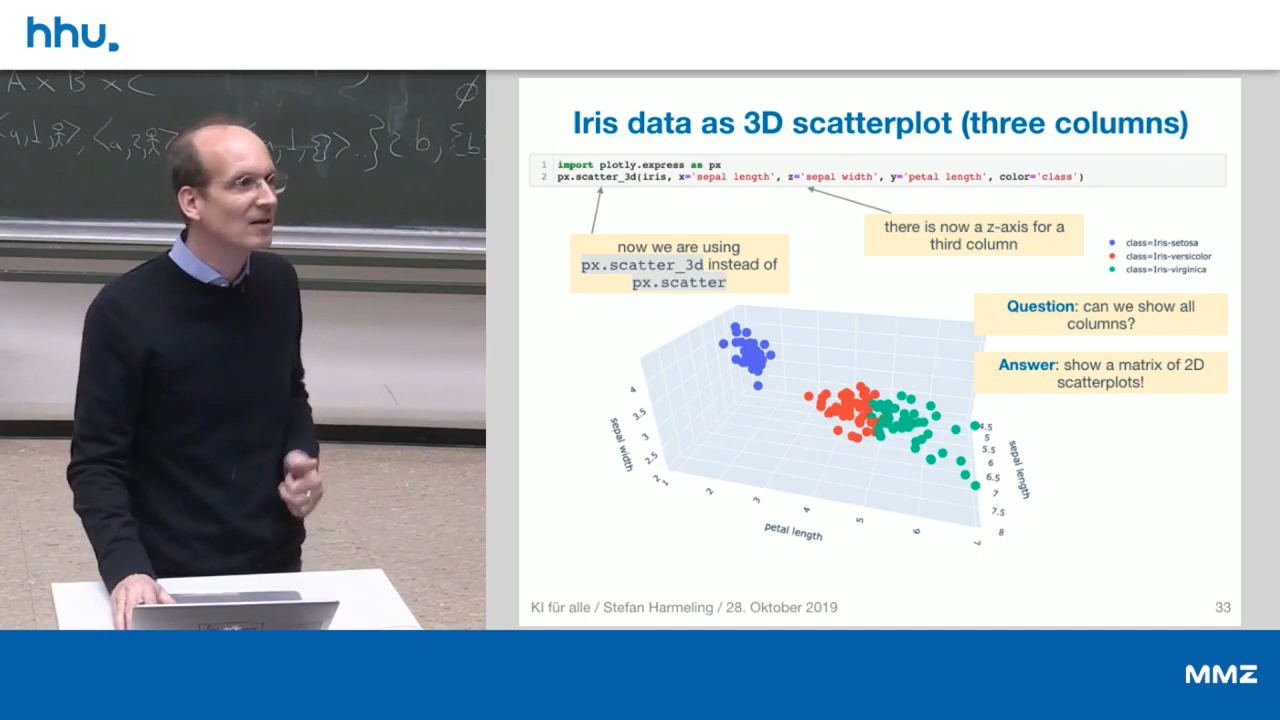 hhu.
A x B x C
Iris data as 3D scatterplot (three columns)
1 import plotly.express as px
2 px.scatter_3d(iris, x='sepal length', z='sepal width', y='petal length', color='class')
now we are using
px.scatter_3d instead of
px.scatter
there is now a z-axis for a
third column
class=Iris-setosa
class=Iris-versicolor
class=Iris-virginica
Question: can we show all
columns?
Answer: show a matrix of 2D
scatterplots!
4
3.5
3
2.5
2
sepal width
1
2
3
4
5
6
7
petal length
4.5
5
5.5
6
6.5
7
7.5
8
sepal length
KI für alle / Stefan Harmeling / 28. Oktober 2019
33
MMZ